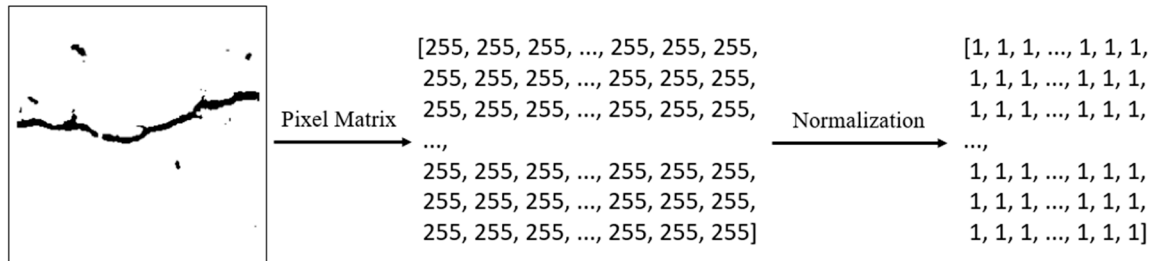 Pixel Matrix
[255, 255, 255, ..., 255, 255, 255,
255, 255, 255, ..., 255, 255, 255,
255, 255, 255, ..., 255, 255, 255,
...,
255, 255, 255, ..., 255, 255, 255,
255, 255, 255, ..., 255, 255, 255,
255, 255, 255, ..., 255, 255, 255]
Normalization
[1, 1, 1, ..., 1, 1, 1,
1, 1, 1, ..., 1, 1, 1,
1, 1, 1, ..., 1, 1, 1,
...,
1, 1, 1, ..., 1, 1, 1,
1, 1, 1, ..., 1, 1, 1,
1, 1, 1, ..., 1, 1, 1]